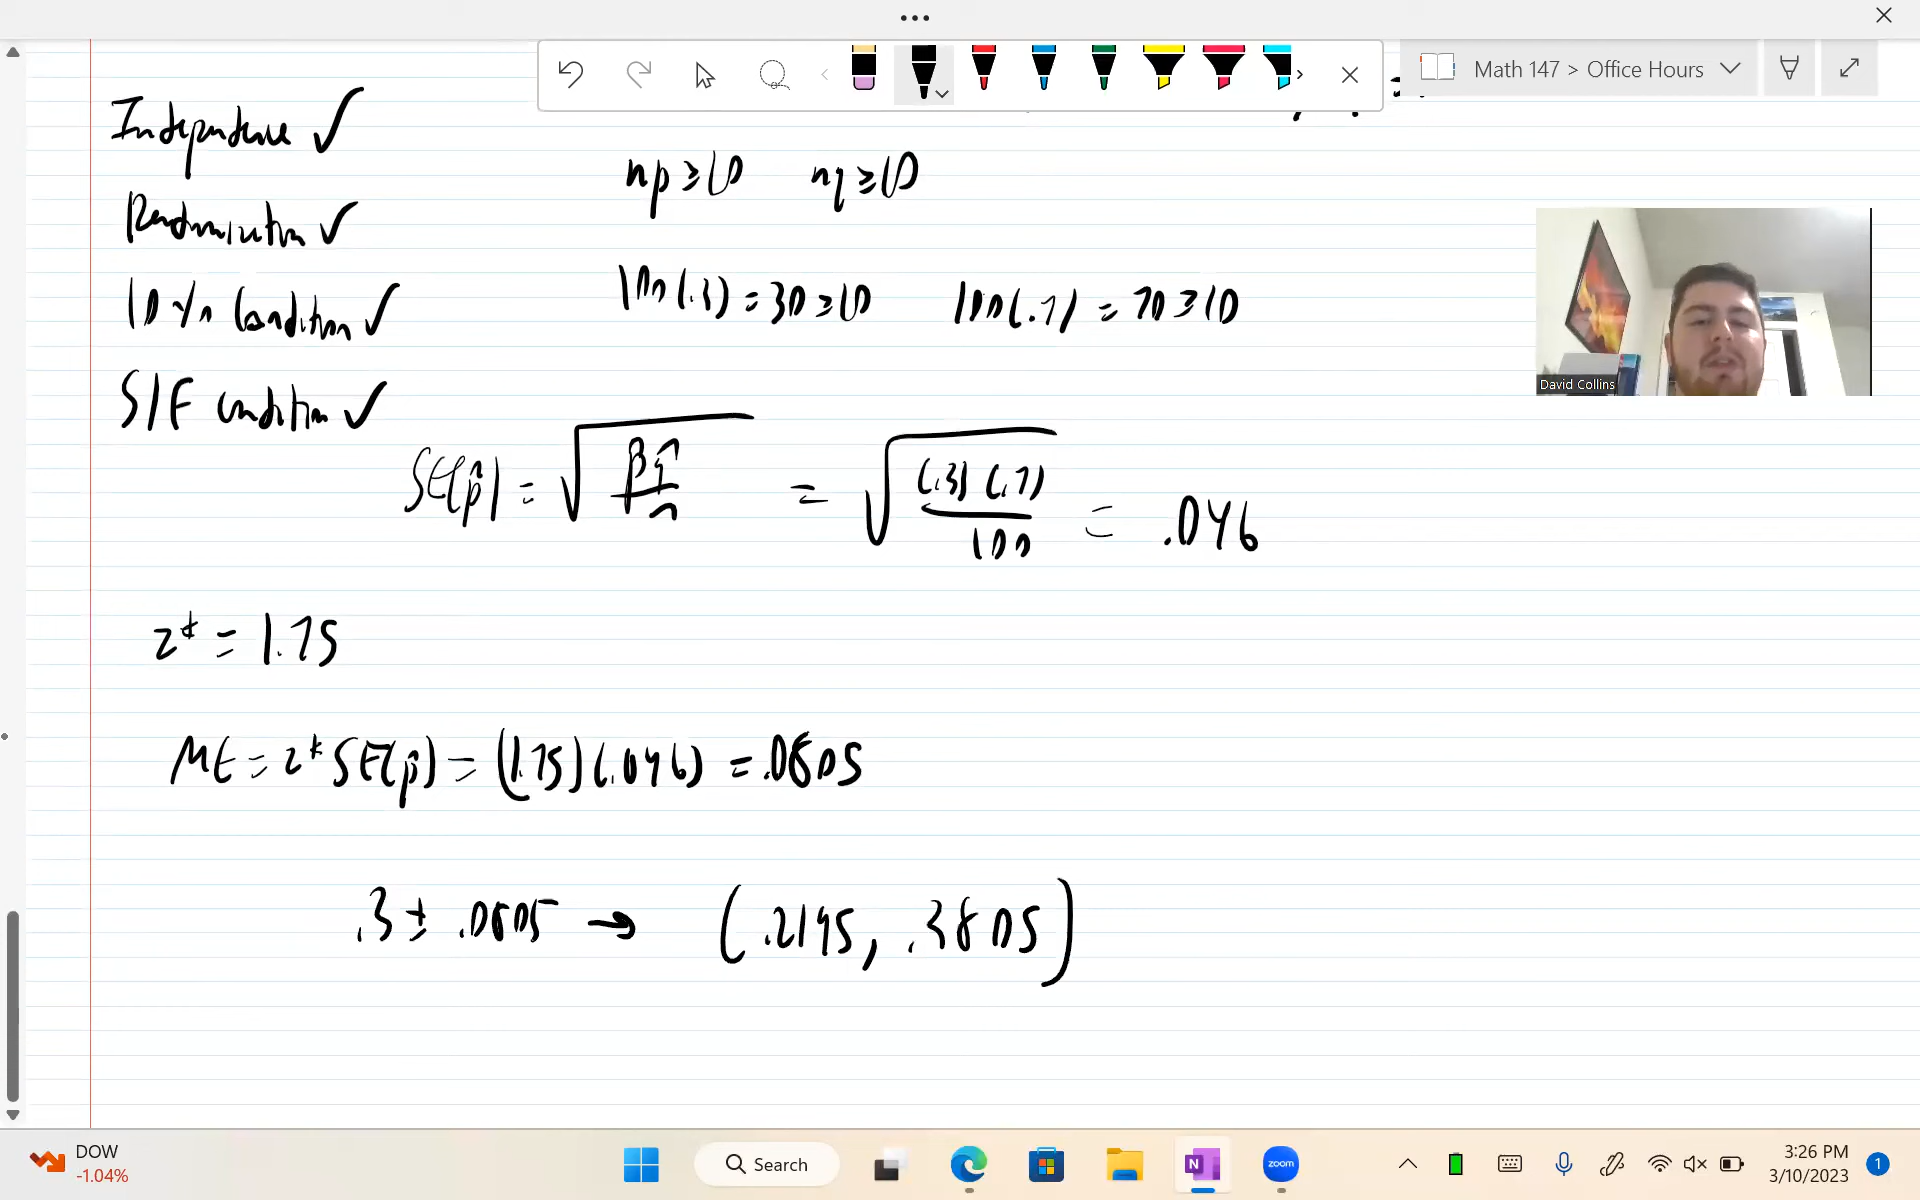 Math 147 > Office Hours
Independence ✓
np ≥ 10   nq ≥ 10
Randomization ✓
10% Condition ✓
100(.3) = 30 ≥ 10   100(.7) = 70 ≥ 10
David Collins
S/F condition ✓
SE(p̂) = √(p̂q̂/n) = √((.3)(.7)/100) = .046
z* = 1.75
ME = z* SE(p̂) = (1.75)(.046) = .0805
.3 ± .0805 → (.2195, .3805)
DOW
-1.04%
Search
zoom
3:26 PM
3/10/2023
1